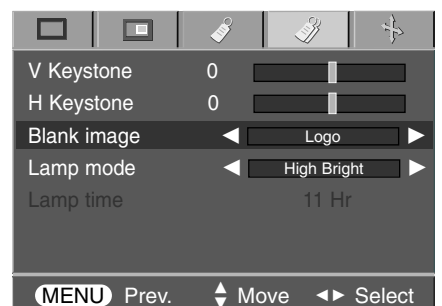 V Keystone 0
H Keystone 0
Blank image Logo
Lamp mode High Bright
Lamp time 11 Hr
MENU Prev. Move Select